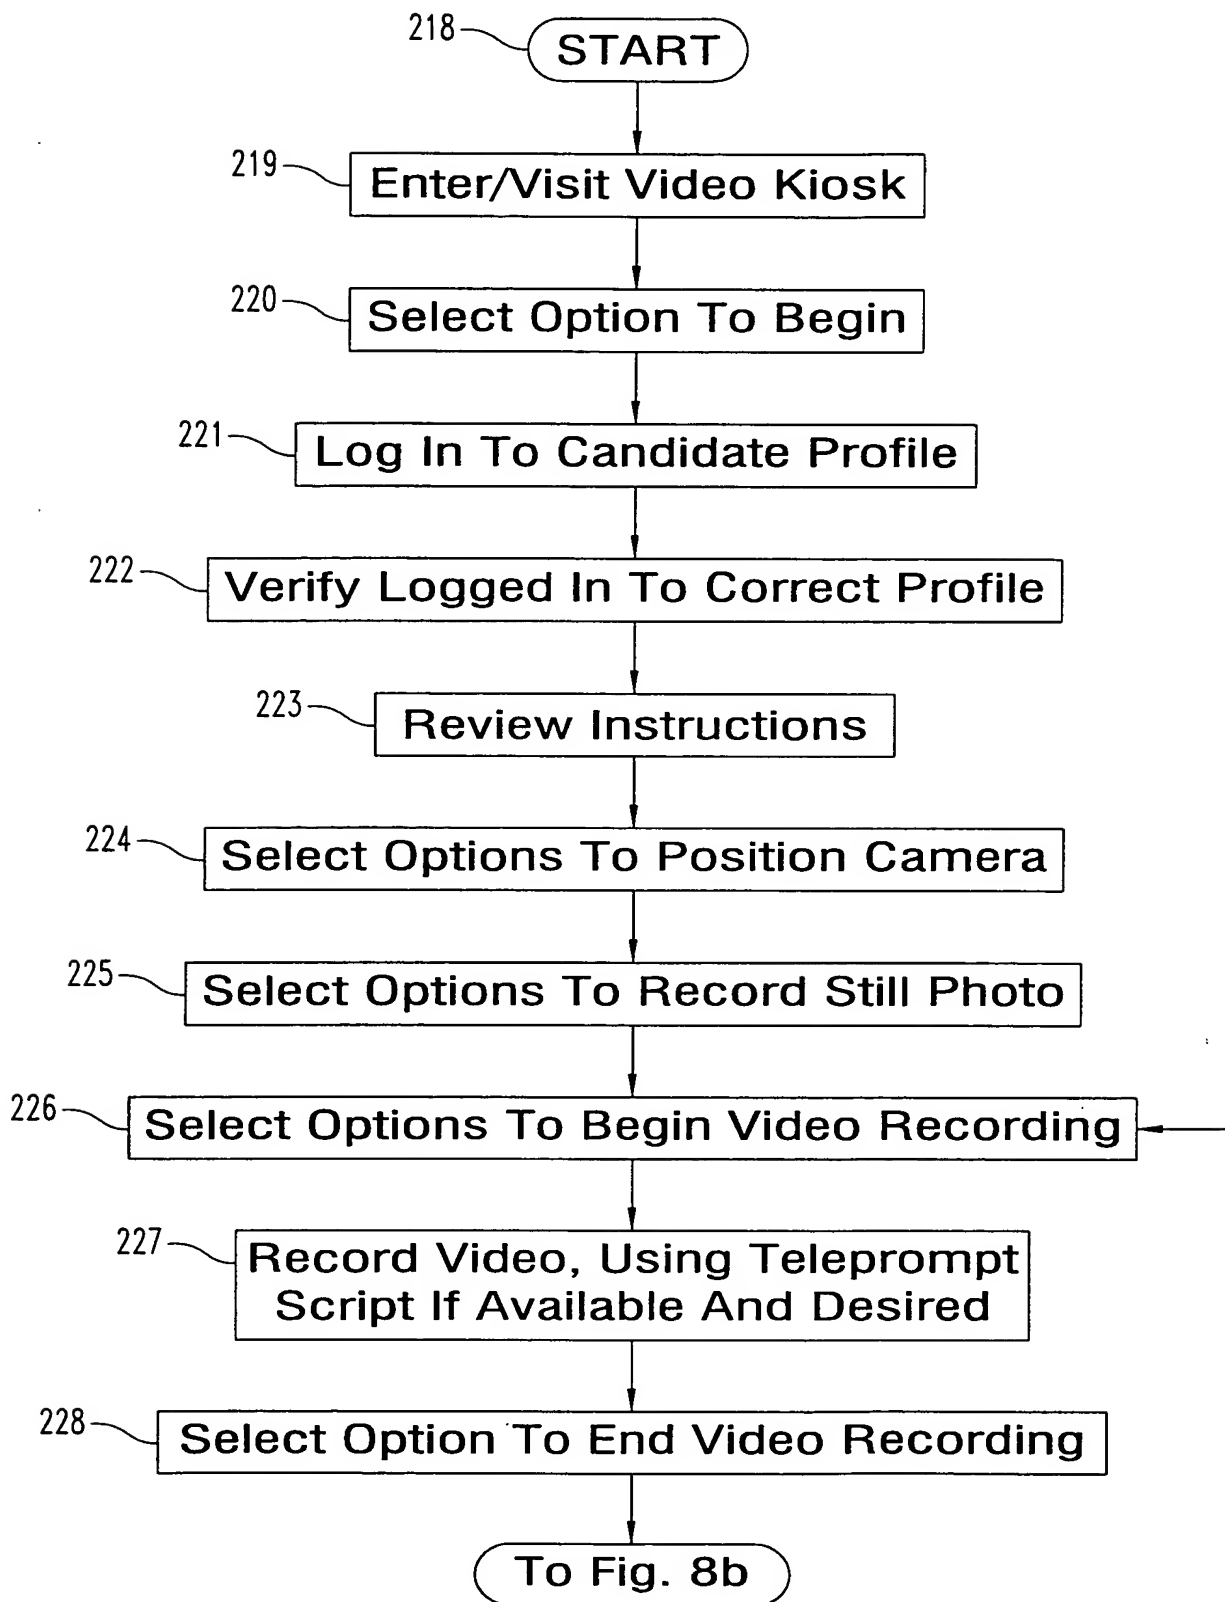 218 START
219 Enter/Visit Video Kiosk
220 Select Option To Begin
221 Log In To Candidate Profile
222 Verify Logged In To Correct Profile
223 Review Instructions
224 Select Options To Position Camera
225 Select Options To Record Still Photo
226 Select Options To Begin Video Recording
227 Record Video, Using Teleprompt
Script If Available And Desired
228 Select Option To End Video Recording
To Fig. 8b